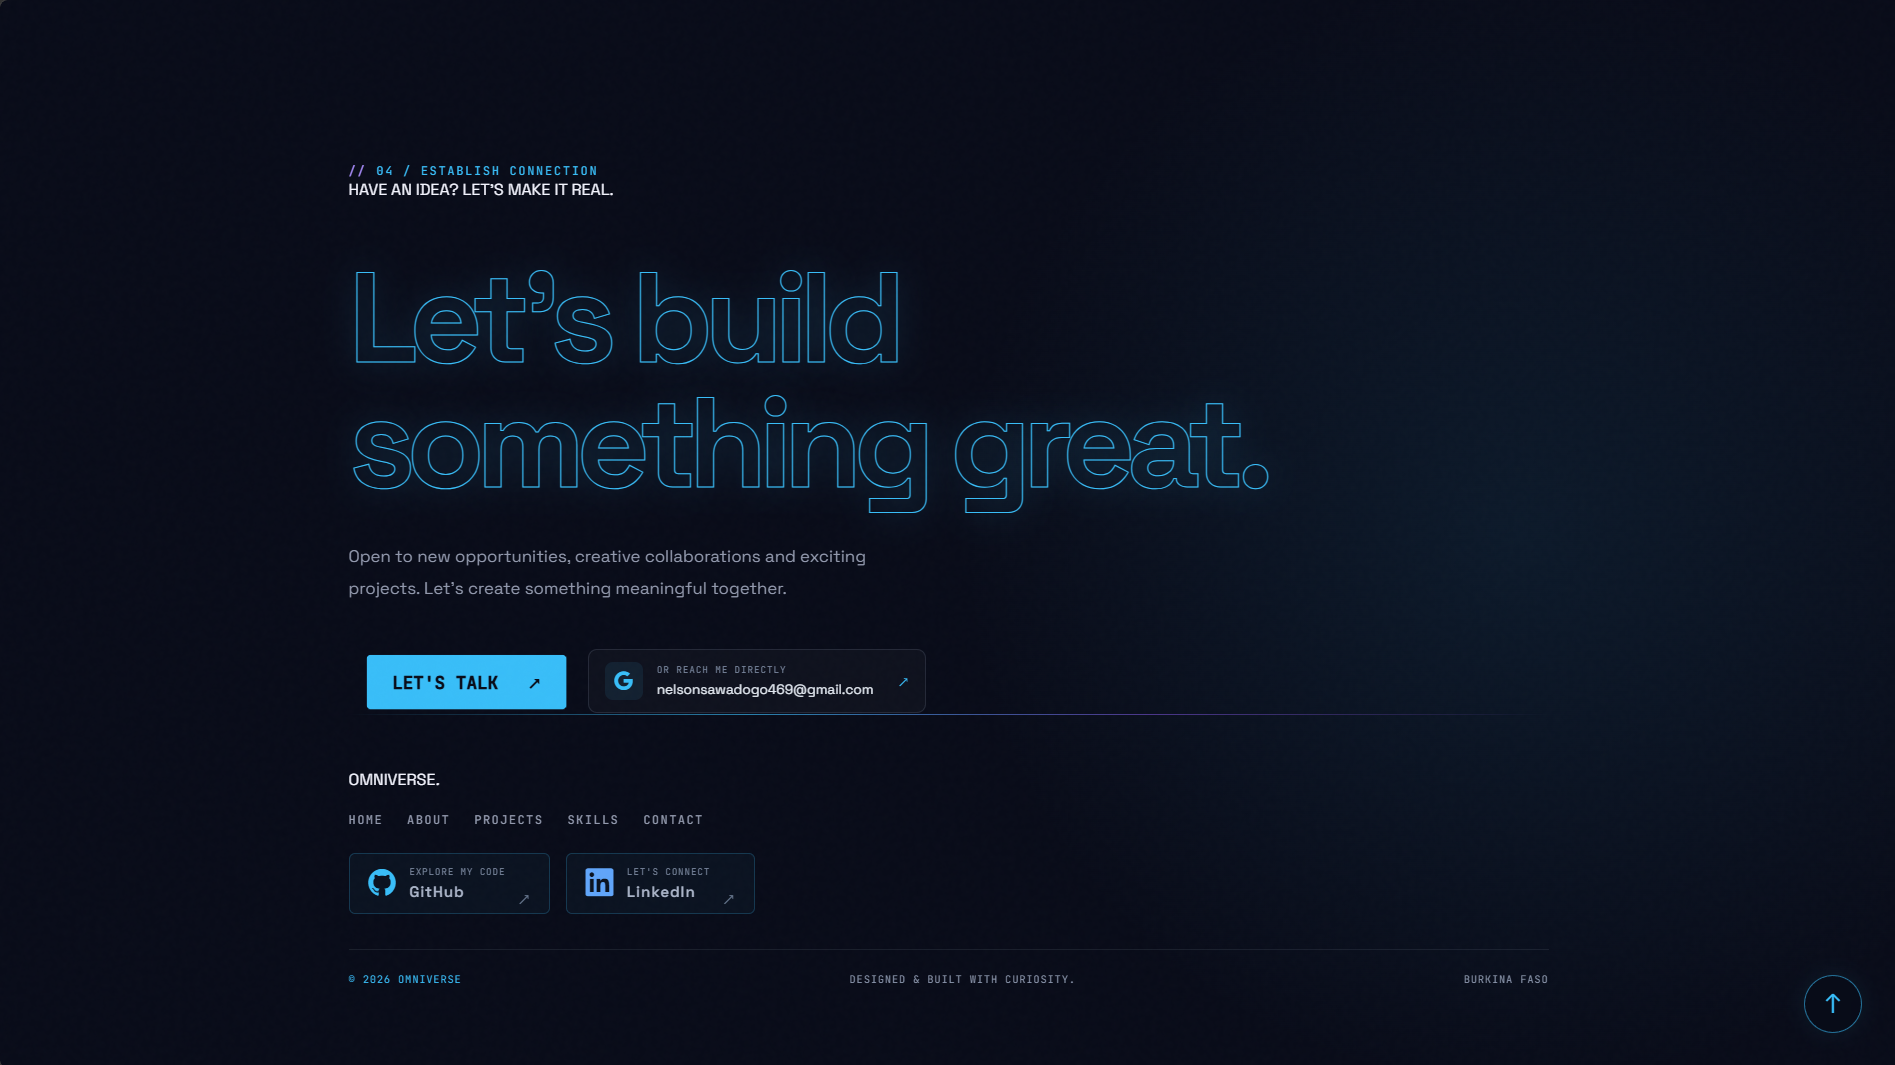 // 04 / ESTABLISH CONNECTION
HAVE AN IDEA? LET’S MAKE IT REAL.
Let’s build
something great.
Open to new opportunities, creative collaborations and exciting
projects. Let’s create something meaningful together.
LET'S TALK ↗
OR REACH ME DIRECTLY
nelsonsawadogo469@gmail.com ↗
OMNIVERSE.
HOME ABOUT PROJECTS SKILLS CONTACT
EXPLORE MY CODE
GitHub ↗
LET'S CONNECT
LinkedIn ↗
© 2026 OMNIVERSE
DESIGNED & BUILT WITH CURIOSITY.
BURKINA FASO